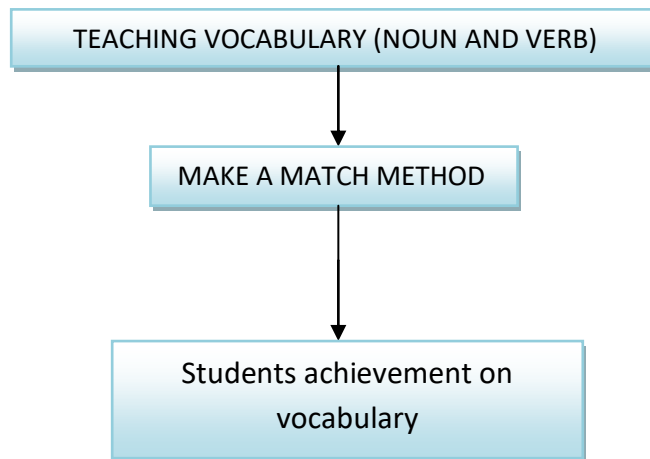 TEACHING VOCABULARY (NOUN AND VERB)
MAKE A MATCH METHOD
Students achievement on
vocabulary